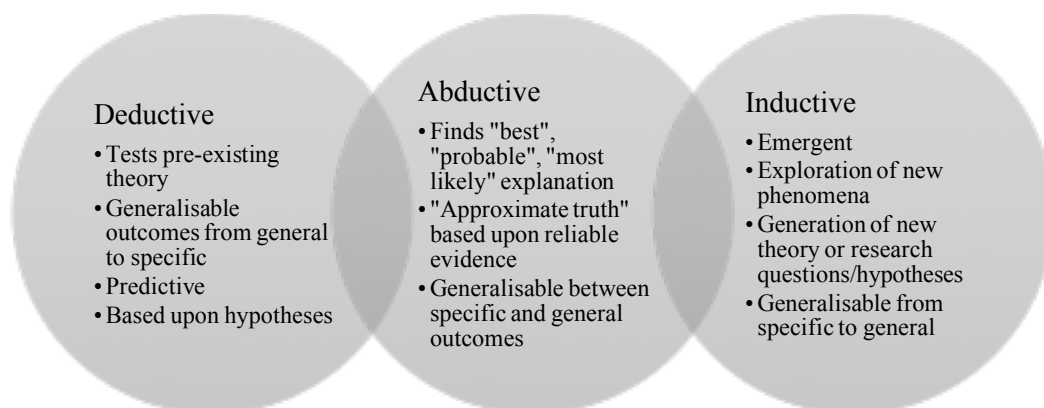 Deductive
• Tests pre-existing
theory
• Generalisable
outcomes from general
to specific
• Predictive
• Based upon hypotheses
Abductive
• Finds "best",
"probable", "most
likely" explanation
• "Approximate truth"
based upon reliable
evidence
• Generalisable between
specific and general
outcomes
Inductive
• Emergent
• Exploration of new
phenomena
• Generation of new
theory or research
questions/hypotheses
• Generalisable from
specific to general